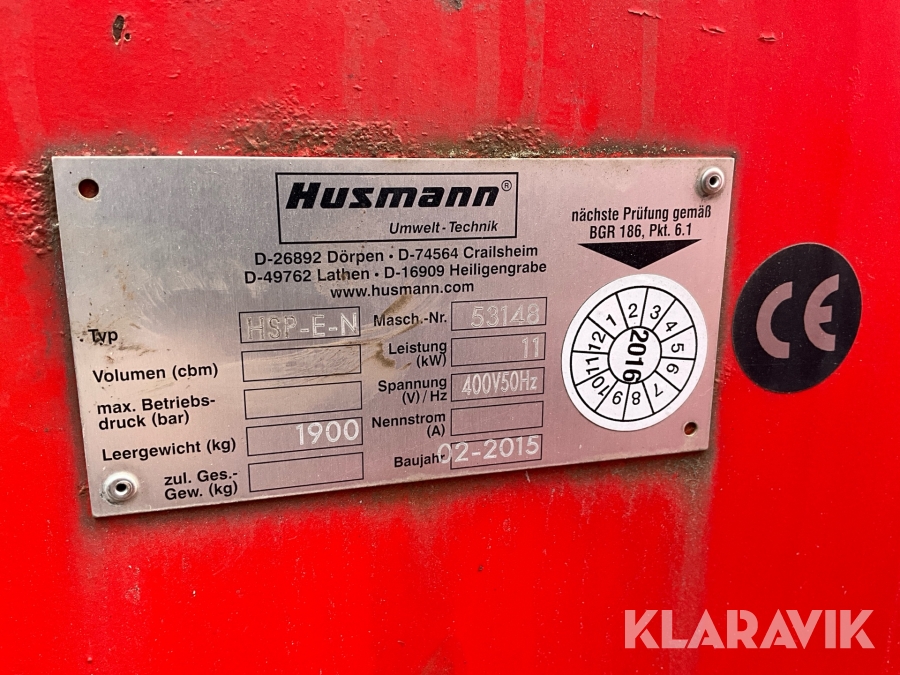 Husmann®
Umwelt-Technik
D-26892 Dörpen • D-74564 Crailsheim
D-49762 Lathen • D-16909 Heiligengrabe
www.husmann.com
nächste Prüfung gemäß
BGR 186, Pkt. 6.1
Typ HSP-E-N
Volumen (cbm)
max. Betriebs-
druck (bar)
Leergewicht (kg) 1900
zul. Ges.-
Gew. (kg)
Masch.-Nr. 53148
Leistung
(kW) 11
Spannung
(V) / Hz 400V50Hz
Nennstrom
(A)
Baujahr 02-2015
1 2 3 4 5 6 7 8 9 10 11 12
2016
CE
KLARAVIK